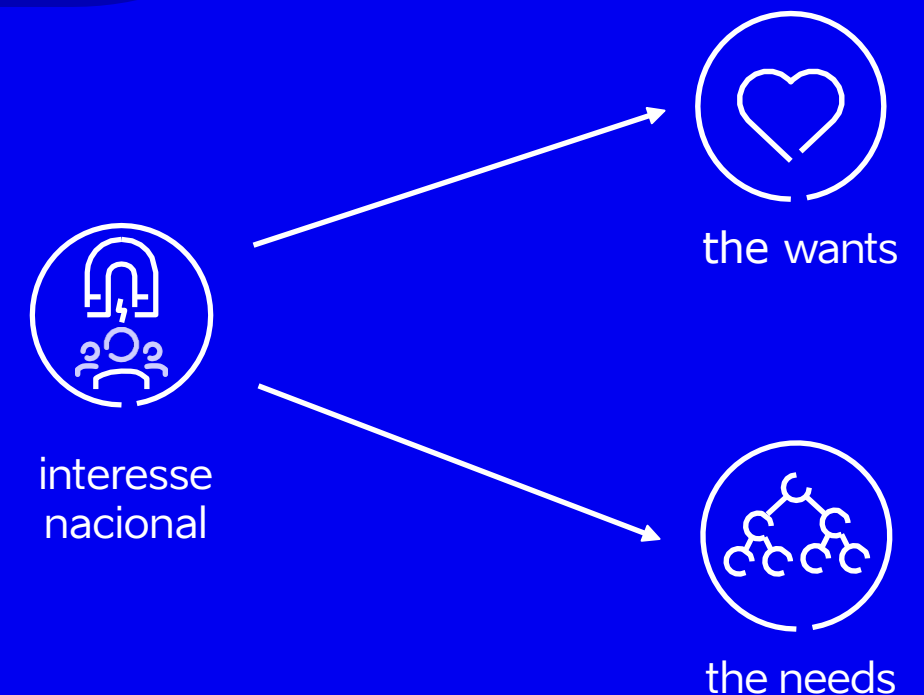 the wants
interesse
nacional
the needs